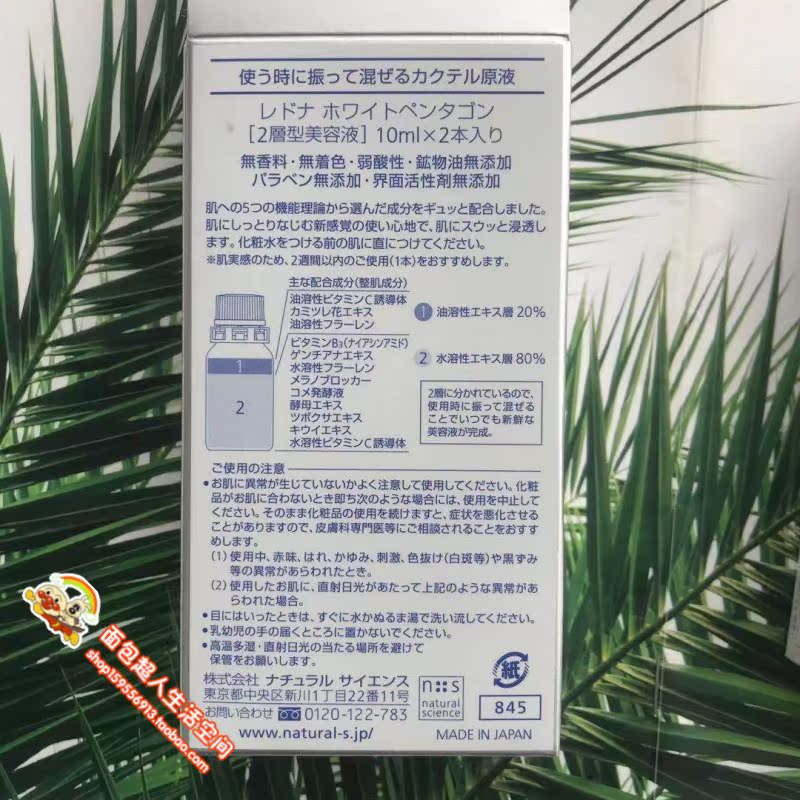 使う時に振って混ぜるカクテル原液
レドナ ホワイトペンタゴン
[2層型美容液] 10ml×2本入り
無香料・無着色・弱酸性・鉱物油無添加
パラベン無添加・界面活性剤無添加
肌への5つの機能理論から選んだ成分をギュッと配合しました。
肌にしっとりなじむ新感覚の使い心地で、肌にスウッと浸透し
ます。化粧水をつける前の肌に直につけてください。
※肌実感のため、2週間以内のご使用(1本)をおすすめします。
主な配合成分(整肌成分)
油溶性ビタミンC誘導体
カミツレ花エキス
油溶性フラーレン
ビタミンB3(ナイアシンアミド)
ゲンチアナエキス
水溶性フラーレン
メラノブロッカー
コメ発酵液
酵母エキス
ツボクサエキス
キウイエキス
水溶性ビタミンC誘導体
1
2
1 油溶性エキス層 20%
2 水溶性エキス層 80%
2層に分かれているので、
使用時に振って混ぜる
ことでいつでも新鮮な
美容液が完成。
ご使用の注意
●お肌に異常が生じていないかよく注意して使用してください。化粧
品がお肌に合わないとき即ち次のような場合には、使用を中止して
ください。そのまま化粧品の使用を続けますと、症状を悪化させる
ことがありますので、皮膚科専門医等にご相談されることをおすす
めします。
(1)使用中、赤味、はれ、かゆみ、刺激、色抜け(白斑等)や黒ずみ
等の異常があらわれたとき。
(2)使用したお肌に、直射日光があたって上記のような異常があ
らわれた場合。
●目にはいったときは、すぐに水かぬるま湯で洗い流してください。
●乳幼児の手の届くところに置かないでください。
●高温多湿・直射日光の当たる場所を避けて
保管をお願いします。
株式会社 ナチュラル サイエンス
東京都中央区新川1丁目22番11号
お問い合わせ 0120-122-783
www.natural-s.jp/
n s
natural
science
紙
845
MADE IN JAPAN
面包超人生活空间
shop159556913.taobao.com